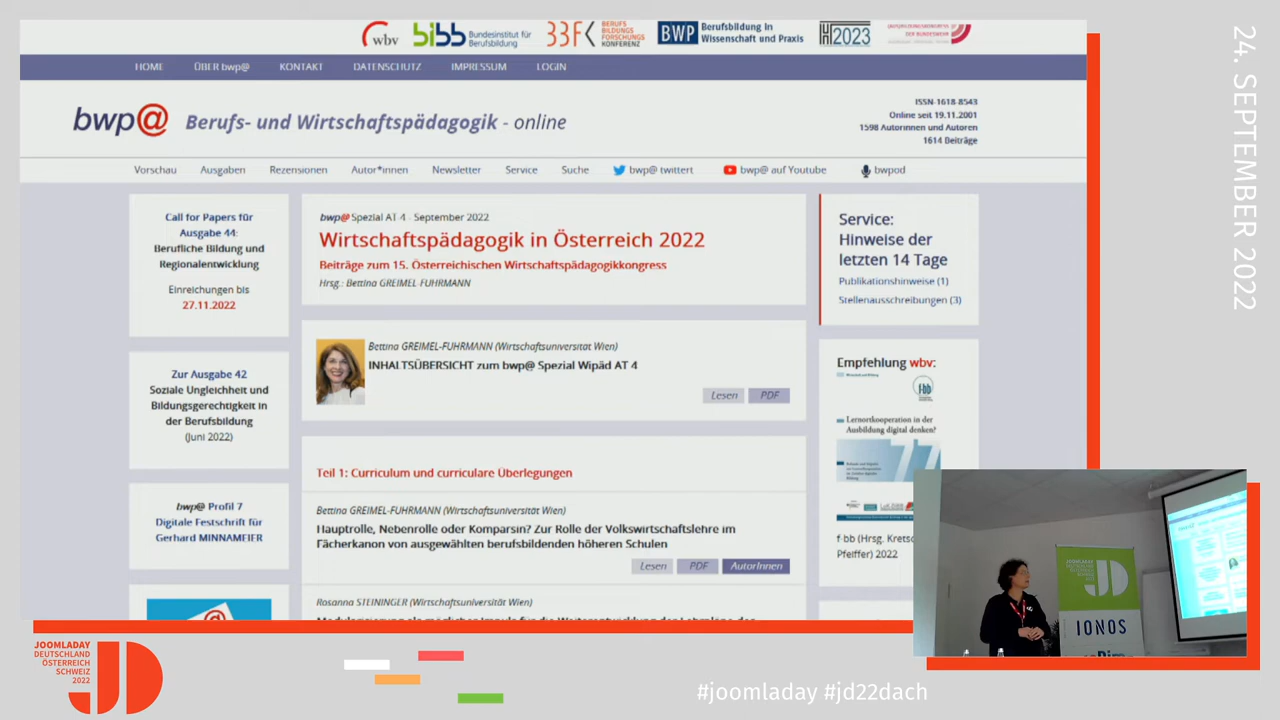 wbv
bibb Bundesinstitut für
Berufsbildung
BBFK BERUFS
BILDUNGS
FORSCHUNGS
KONFERENZ
BWP Berufsbildung in
Wissenschaft und Praxis
2023
HOME ÜBER bwp@ KONTAKT DATENSCHUTZ IMPRESSUM LOGIN
bwp@ Berufs- und Wirtschaftspädagogik - online
ISSN-1618-8543
Online seit 19.11.2001
1598 Autorinnen und Autoren
1614 Beiträge
Vorschau Ausgaben Rezensionen Autor*innen Newsletter Service Suche bwp@ twittert bwp@ auf Youtube bwpod
Call for Papers für
Ausgabe 44:
Berufliche Bildung und
Regionalentwicklung
Einreichungen bis
27.11.2022
Zur Ausgabe 42
Soziale Ungleichheit und
Bildungsgerechtigkeit in
der Berufsbildung
(Juni 2022)
bwp@ Profil 7
Digitale Festschrift für
Gerhard MINNAMEIER
bwp@ Spezial AT 4 - September 2022
Wirtschaftspädagogik in Österreich 2022
Beiträge zum 15. Österreichischen Wirtschaftspädagogikkongress
Hrsg.: Bettina GREIMEL-FUHRMANN
Bettina GREIMEL-FUHRMANN (Wirtschaftsuniversität Wien)
INHALTSÜBERSICHT zum bwp@ Spezial Wipäd AT 4
Lesen PDF
Teil 1: Curriculum und curriculare Überlegungen
Bettina GREIMEL-FUHRMANN (Wirtschaftsuniversität Wien)
Hauptrolle, Nebenrolle oder Komparsin? Zur Rolle der Volkswirtschaftslehre im
Fächerkanon von ausgewählten berufsbildenden höheren Schulen
Lesen PDF AutorInnen
Rosanna STEININGER (Wirtschaftsuniversität Wien)
Service:
Hinweise der
letzten 14 Tage
Publikationshinweise (1)
Stellenausschreibungen (3)
Empfehlung wbv:
f-bb
Lernortkooperation in der
Ausbildung digital denken?
f-bb (Hrsg. Kretsc
Pfeiffer) 2022
24. SEPTEMBER 2022
JOOMLADAY
JD
IONOS
JOOMLADAY
DEUTSCHLAND
ÖSTERREICH
SCHWEIZ
2022
JD
#joomladay #jd22dach